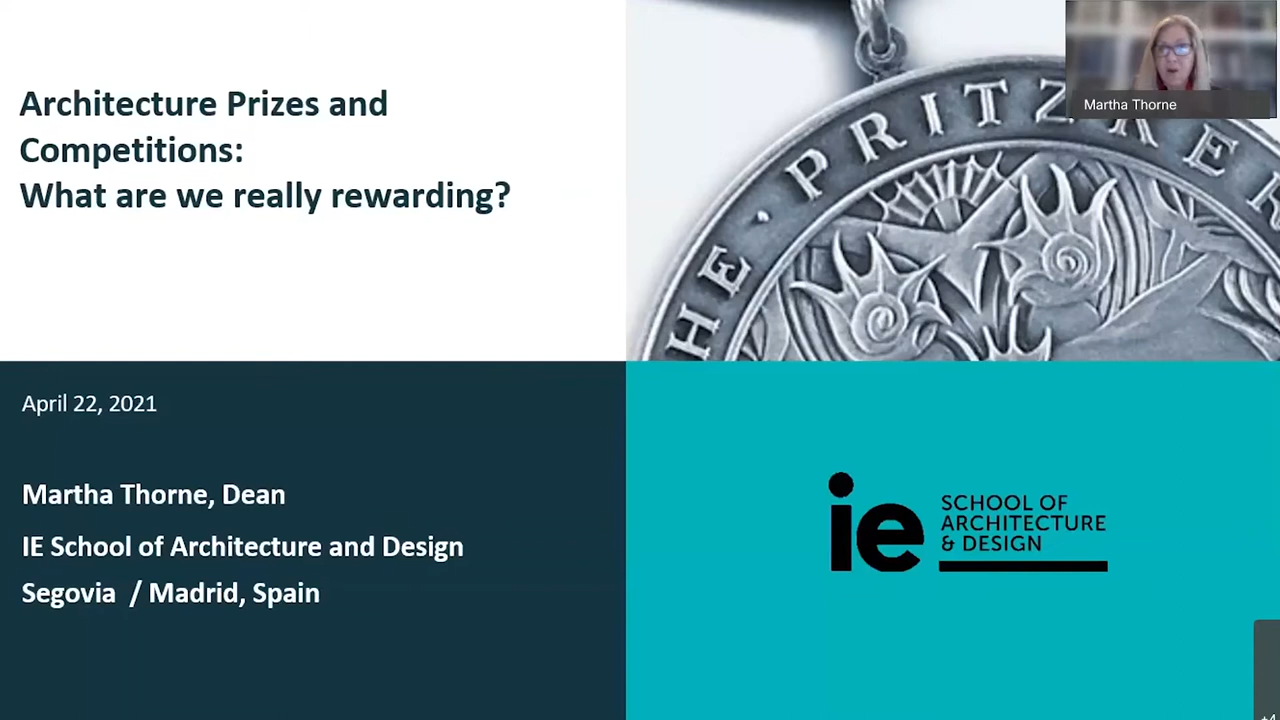 Architecture Prizes and
Competitions:
What are we really rewarding?
THE · PRITZKER
Martha Thorne
April 22, 2021
Martha Thorne, Dean
IE School of Architecture and Design
Segovia / Madrid, Spain
ie
SCHOOL OF
ARCHITECTURE
& DESIGN